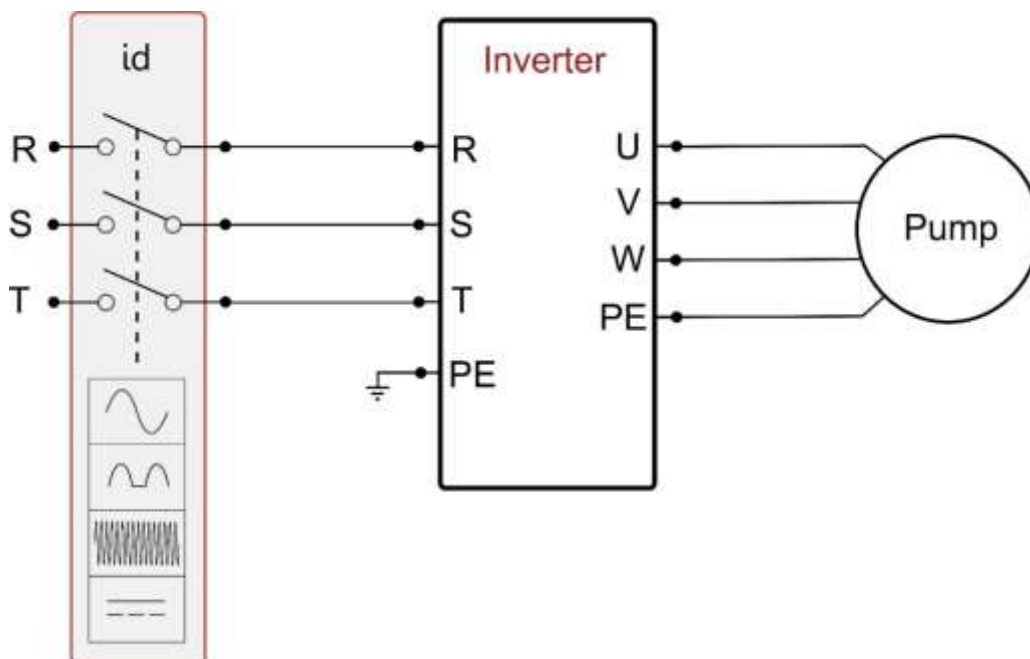 id
Inverter
R R U
S S V
T T W
PE PE
Pump